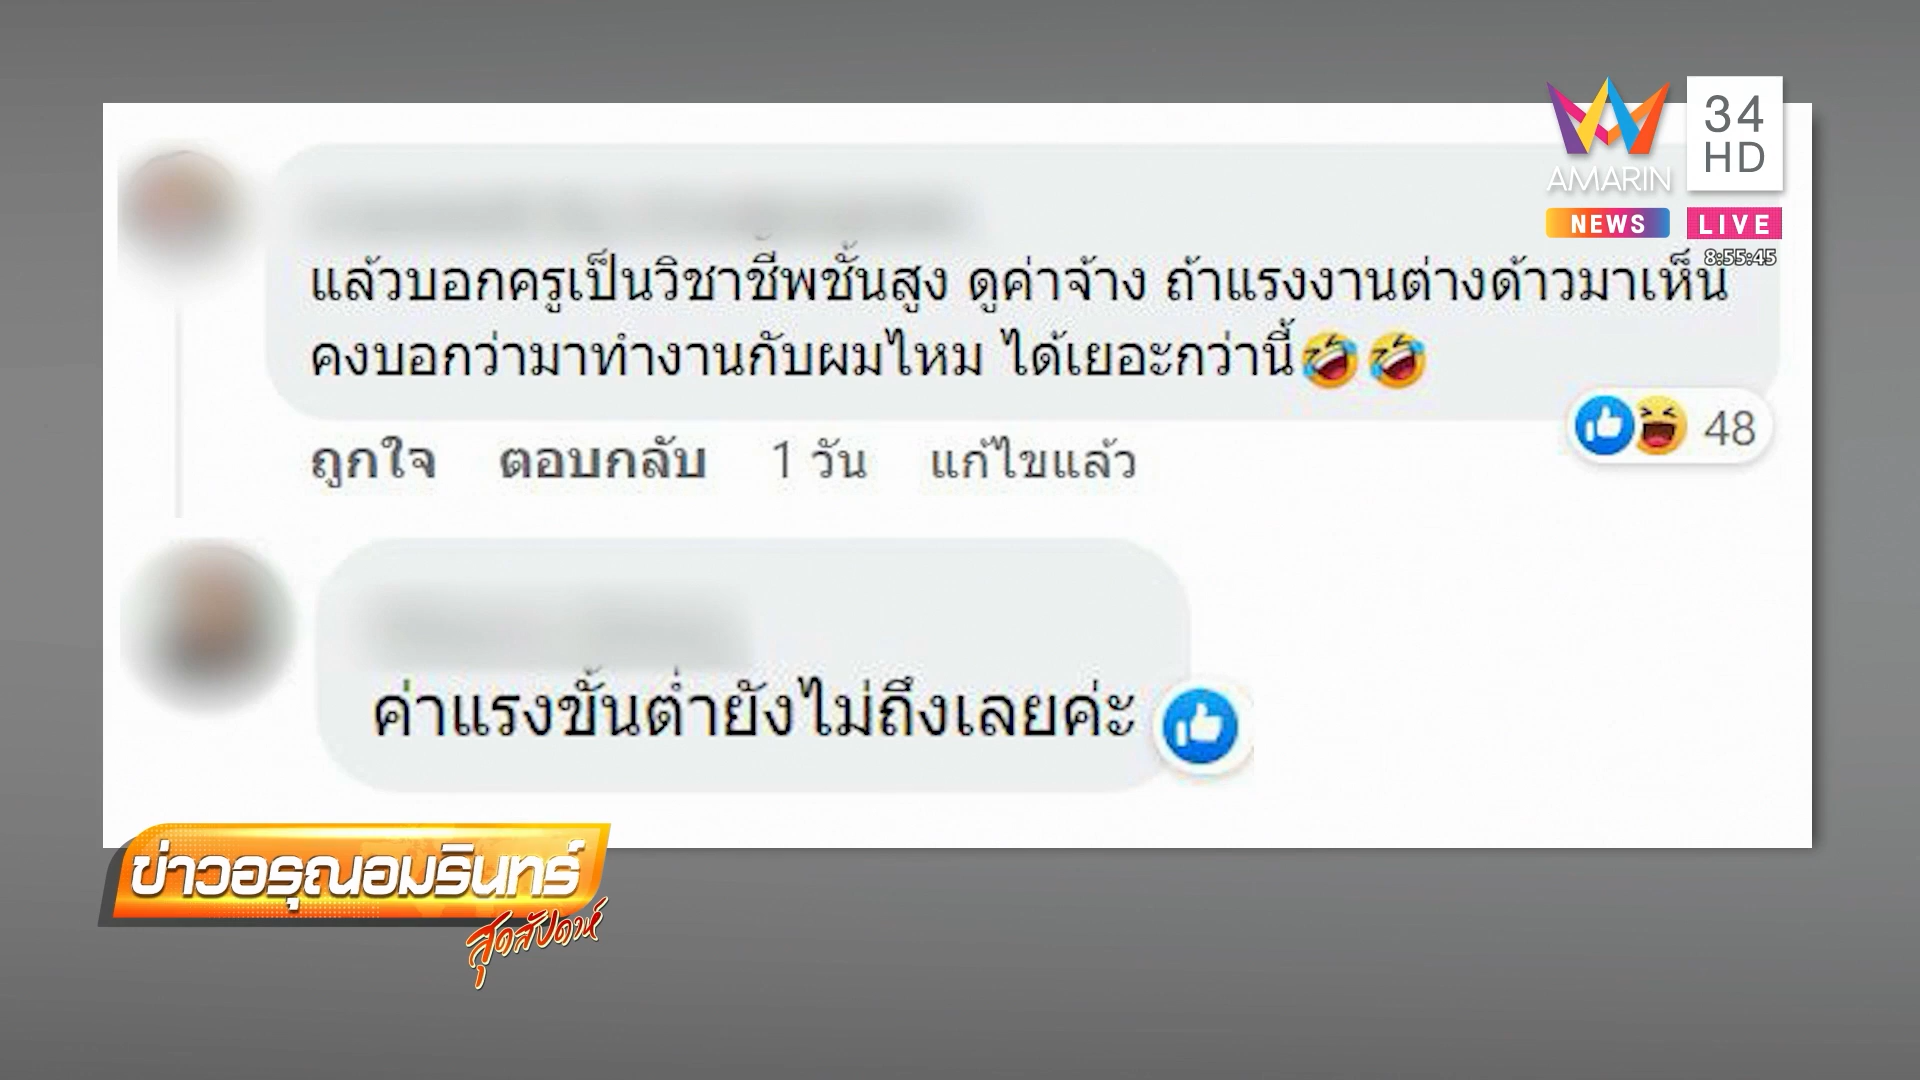 AMARIN
34
HD
NEWS
LIVE
8:55:45
แล้วบอกครูเป็นวิชาชีพชั้นสูง ดูค่าจ้าง ถ้าแรงงานต่างด้าวมาเห็น
คงบอกว่ามาทำงานกับผมไหม ได้เยอะกว่านี้🤣🤣
48
ถูกใจ ตอบกลับ 1 วัน แก้ไขแล้ว
ค่าแรงขั้นต่ำยังไม่ถึงเลยค่ะ
ข่าวอรุณอมรินทร์
สุดสัปดาห์